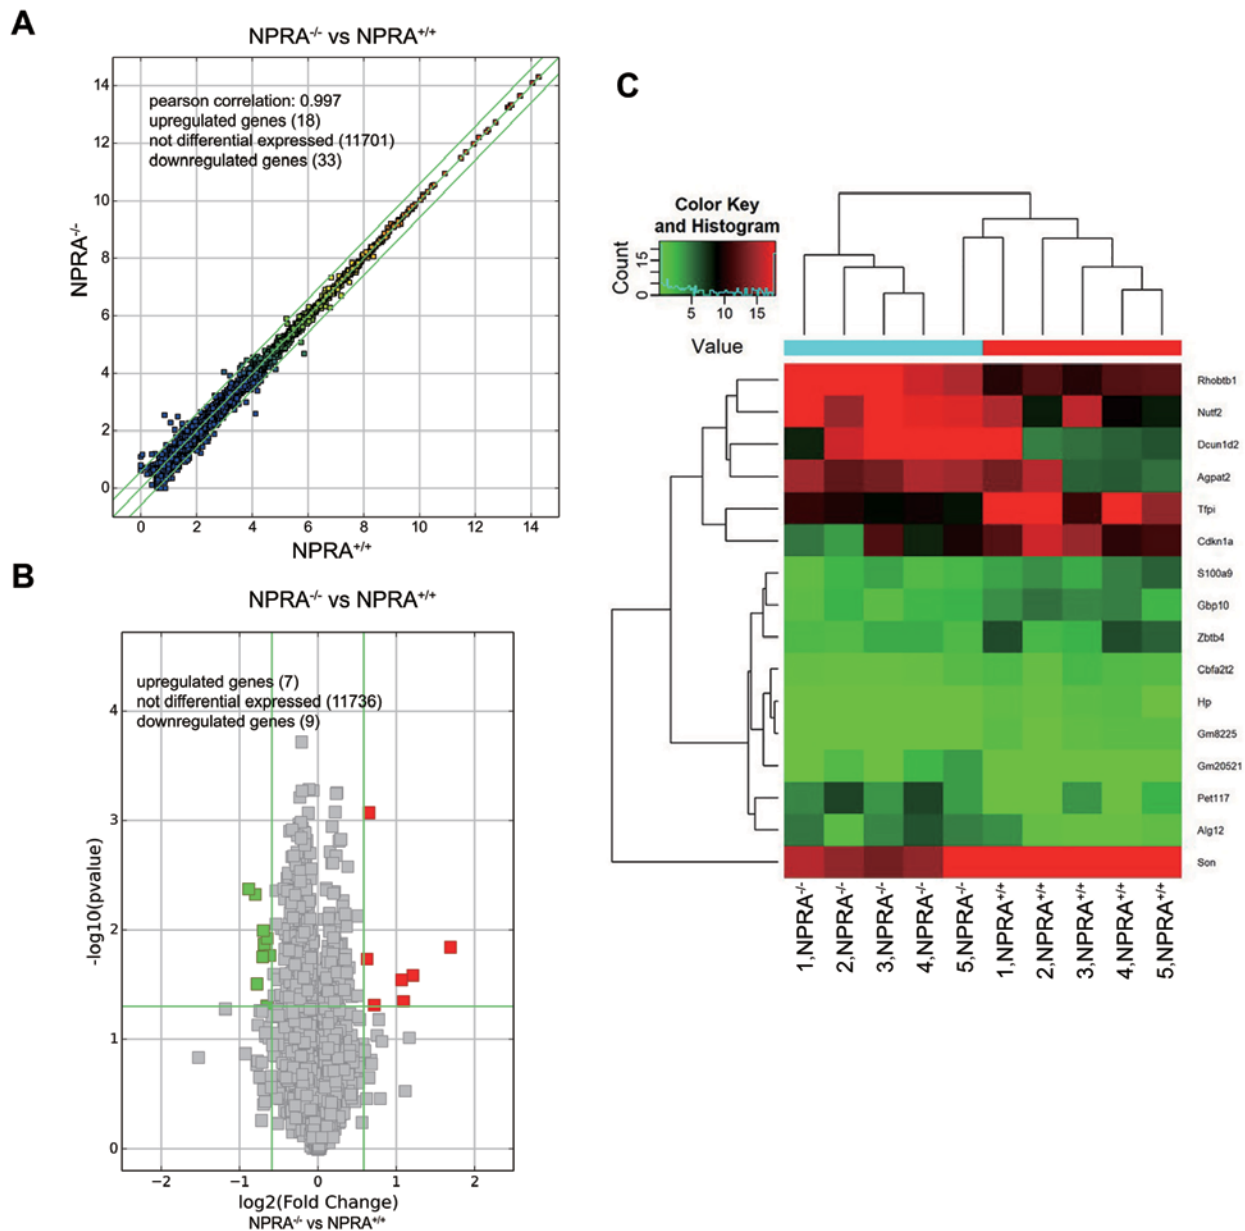 A
NPRA-/- vs NPRA+/+
pearson correlation: 0.997
upregulated genes (18)
not differential expressed (11701)
downregulated genes (33)
14
12
10
8
6
4
2
0
NPRA-/-
0 2 4 6 8 10 12 14
NPRA+/+
B
NPRA-/- vs NPRA+/+
upregulated genes (7)
not differential expressed (11736)
downregulated genes (9)
4
3
2
1
0
-log10(pvalue)
−2 −1 0 1 2
log2(Fold Change)
NPRA-/- vs NPRA+/+
C
Color Key
and Histogram
Count
0 15
5 10 15
Value
Rhobtb1
Nutf2
Dcun1d2
Agpat2
Tfpi
Cdkn1a
S100a9
Gbp10
Zbtb4
Cbfa2t2
Hp
Gm8225
Gm20521
Pet117
Alg12
Son
1,NPRA-/-
2,NPRA-/-
3,NPRA-/-
4,NPRA-/-
5,NPRA-/-
1,NPRA+/+
2,NPRA+/+
3,NPRA+/+
4,NPRA+/+
5,NPRA+/+